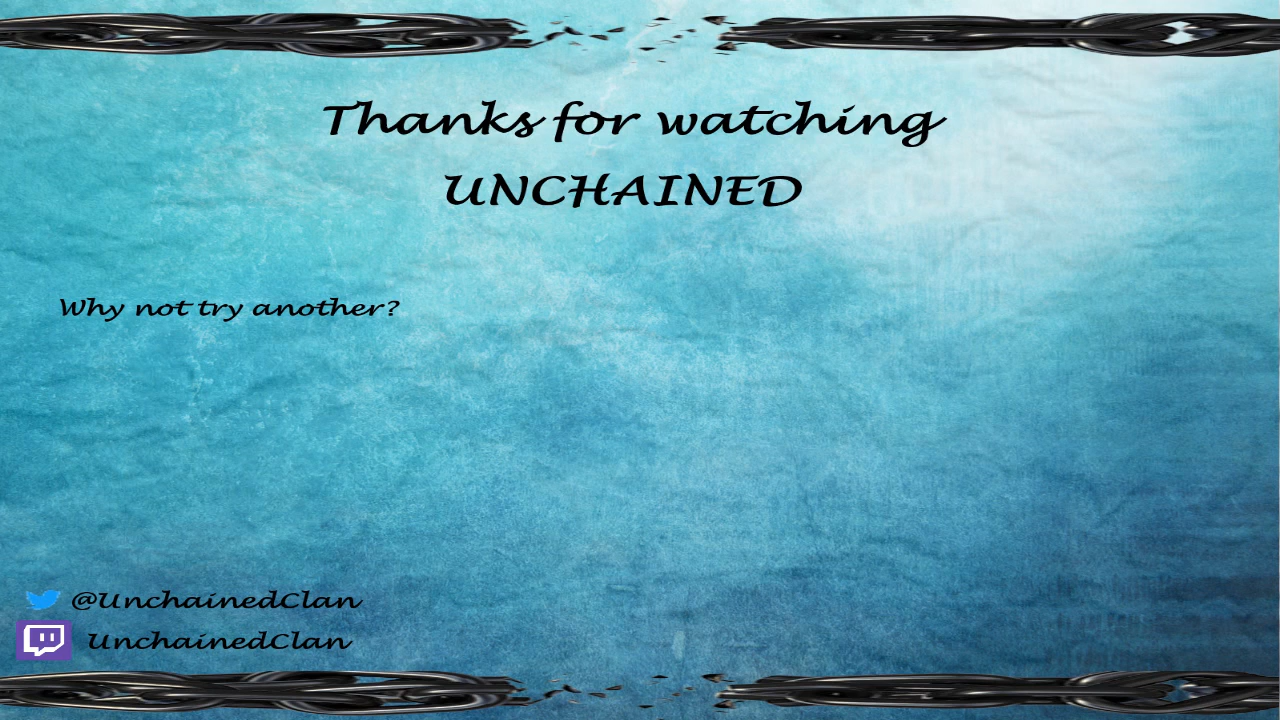 Thanks for watching
UNCHAINED
Why not try another?
@UnchainedClan
UnchainedClan